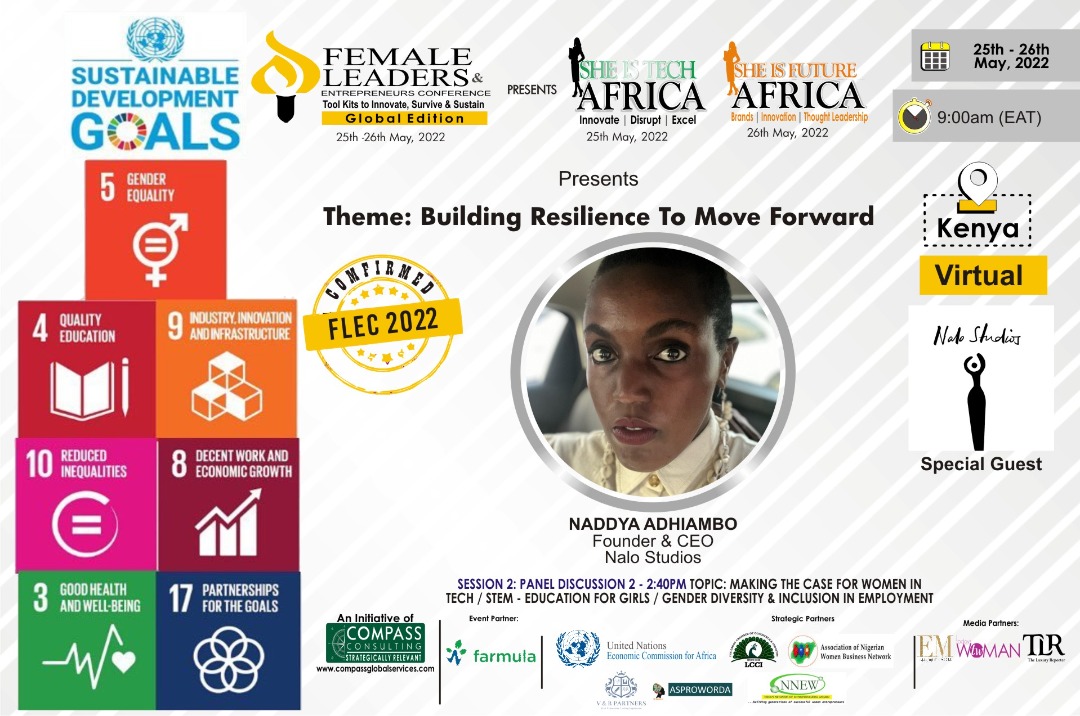 SUSTAINABLE
DEVELOPMENT
GOALS
5 GENDER
EQUALITY
4 QUALITY
EDUCATION
9 INDUSTRY, INNOVATION
AND INFRASTRUCTURE
10 REDUCED
INEQUALITIES
8 DECENT WORK AND
ECONOMIC GROWTH
3 GOOD HEALTH
AND WELL-BEING
17 PARTNERSHIPS
FOR THE GOALS
FEMALE
LEADERS &
ENTREPRENEURS CONFERENCE
Tool Kits to Innovate, Survive & Sustain
Global Edition
25th -26th May, 2022
PRESENTS
SHE IS TECH
AFRICA
Innovate | Disrupt | Excel
25th May, 2022
SHE IS FUTURE
AFRICA
Brands | Innovation | Thought Leadership
26th May, 2022
25th - 26th
May, 2022
9:00am (EAT)
Presents
Theme: Building Resilience To Move Forward
CONFIRMED
FLEC 2022
Kenya
Virtual
Nalo Studios
Special Guest
NADDYA ADHIAMBO
Founder & CEO
Nalo Studios
SESSION 2: PANEL DISCUSSION 2 - 2:40PM TOPIC: MAKING THE CASE FOR WOMEN IN
TECH / STEM - EDUCATION FOR GIRLS / GENDER DIVERSITY & INCLUSION IN EMPLOYMENT
An Initiative of
COMPASS
CONSULTING
STRATEGICALLY RELEVANT
www.compassglobalservices.com
Event Partner:
farmula
Strategic Partners
United Nations
Economic Commission for Africa
LCCI
Association of Nigerian
Women Business Network
V & R PARTNERS
ASPROWORDA
NNEW
Media Partners:
EM
WOMAN
TLR
The Luxury Reporter